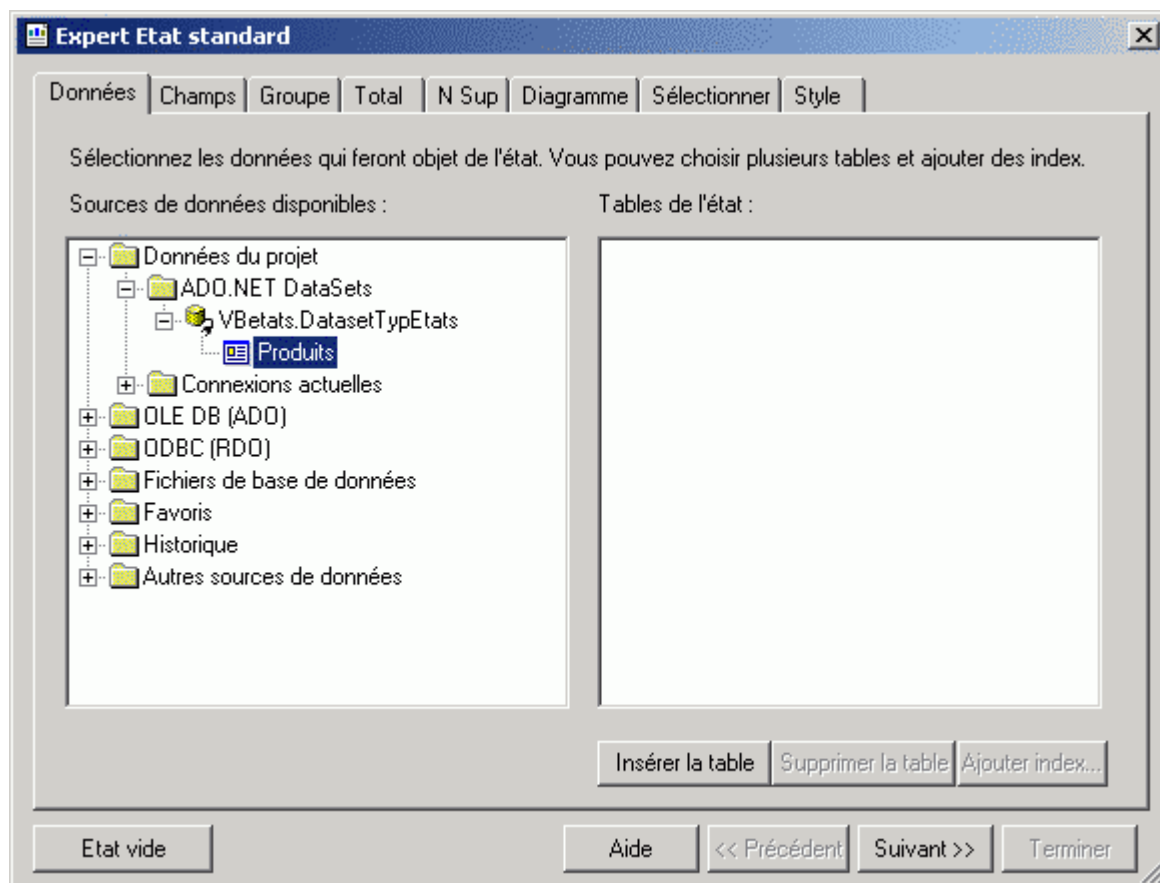 Expert Etat standard
Données Champs Groupe Total N Sup Diagramme Sélectionner Style
Sélectionnez les données qui feront objet de l'état. Vous pouvez choisir plusieurs tables et ajouter des index.
Sources de données disponibles : Tables de l'état :
Données du projet
ADO.NET DataSets
VBetats.DatasetTypEtats
Produits
Connexions actuelles
OLE DB (ADO)
ODBC (RDO)
Fichiers de base de données
Favoris
Historique
Autres sources de données
Insérer la table Supprimer la table Ajouter index...
Etat vide Aide << Précédent Suivant >> Terminer